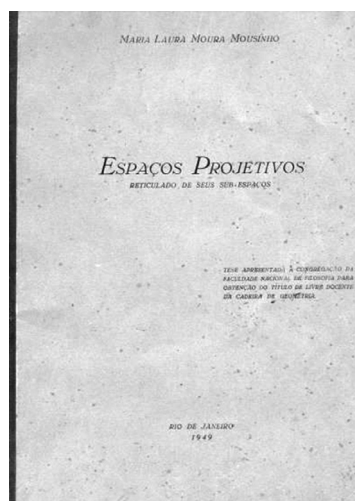 MARIA LAURA MOURA MOUSINHO
ESPAÇOS PROJETIVOS
RETICULADO DE SEUS SUB-ESPAÇOS
TESE APRESENTADA À CONGREGAÇÃO DA
FACULDADE NACIONAL DE FILOSOFIA PARA
OBTENÇÃO DO TÍTULO DE LIVRE DOCENTE
DA CADEIRA DE GEOMETRIA.
RIO DE JANEIRO
1949